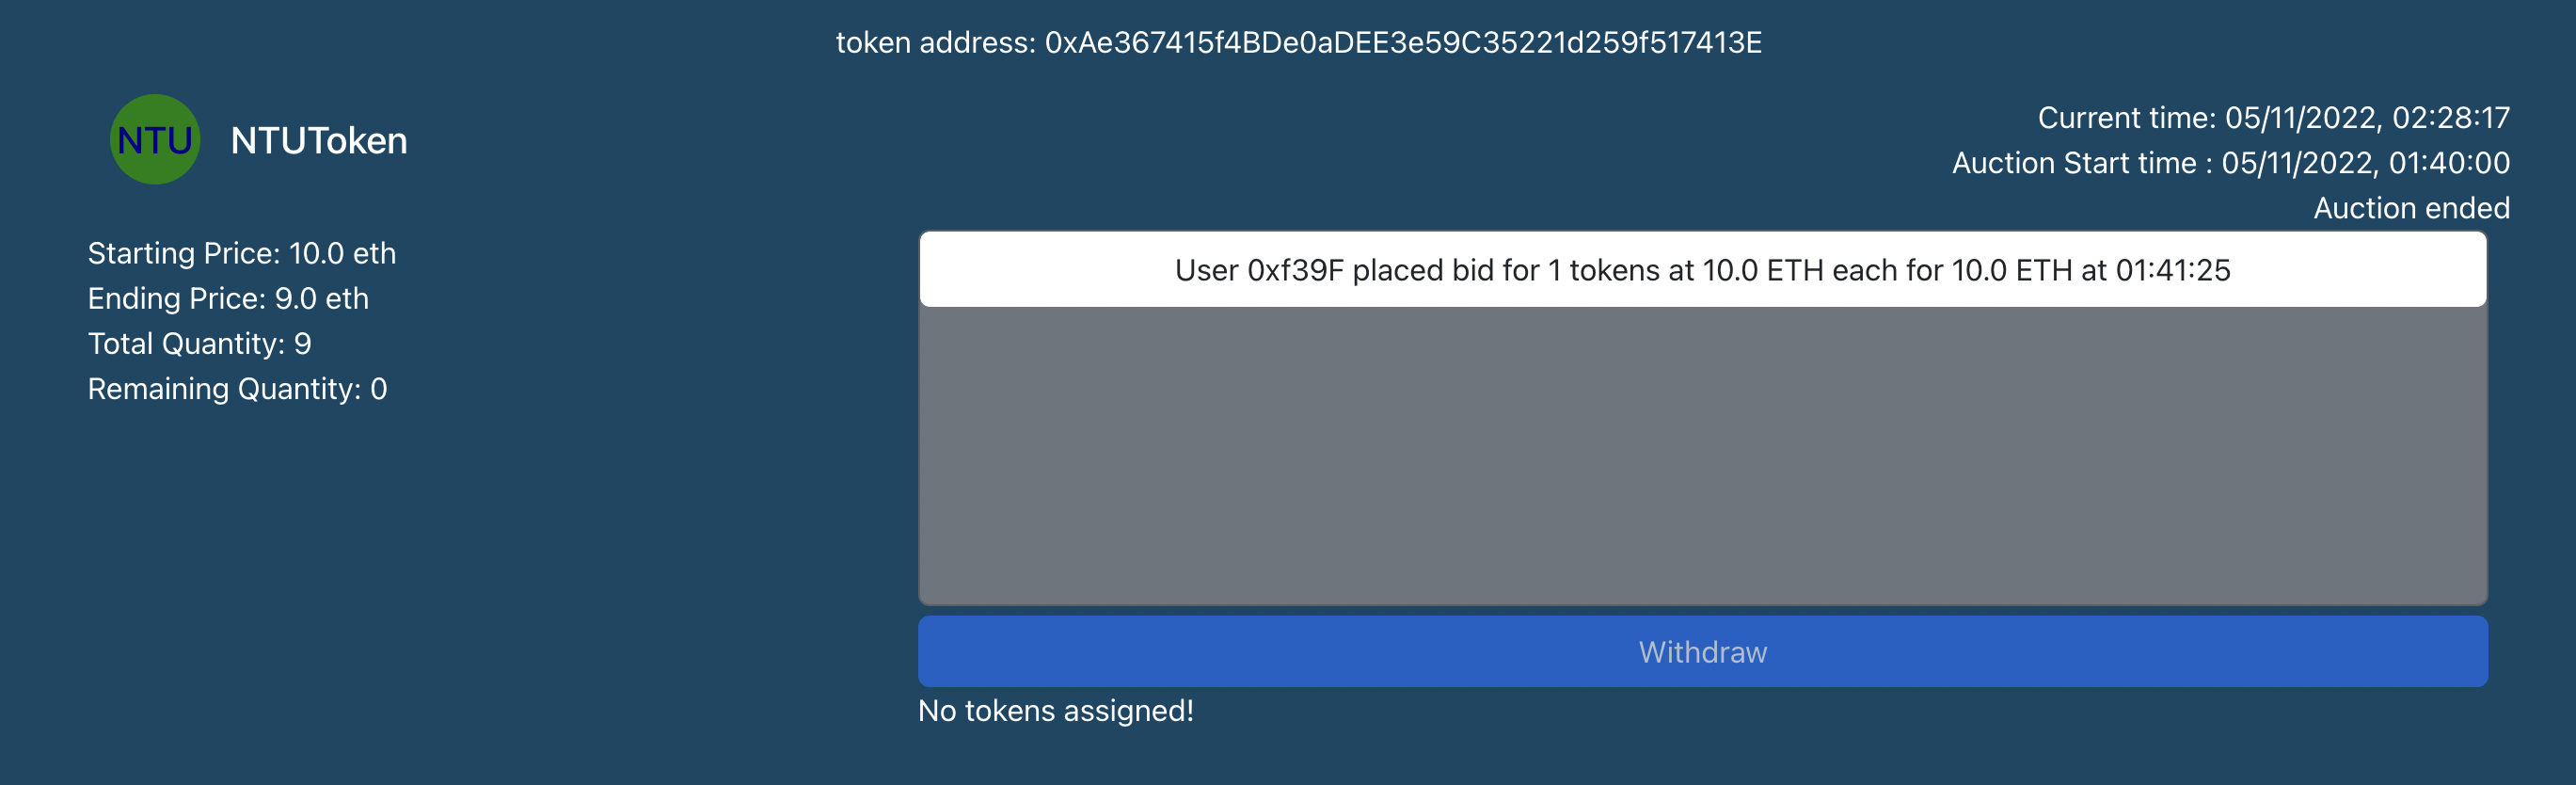 token address: 0xAe367415f4BDe0aDEE3e59C35221d259f517413E
NTU NTUToken
Current time: 05/11/2022, 02:28:17
Auction Start time : 05/11/2022, 01:40:00
Auction ended
Starting Price: 10.0 eth
Ending Price: 9.0 eth
Total Quantity: 9
Remaining Quantity: 0
User 0xf39F placed bid for 1 tokens at 10.0 ETH each for 10.0 ETH at 01:41:25
Withdraw
No tokens assigned!